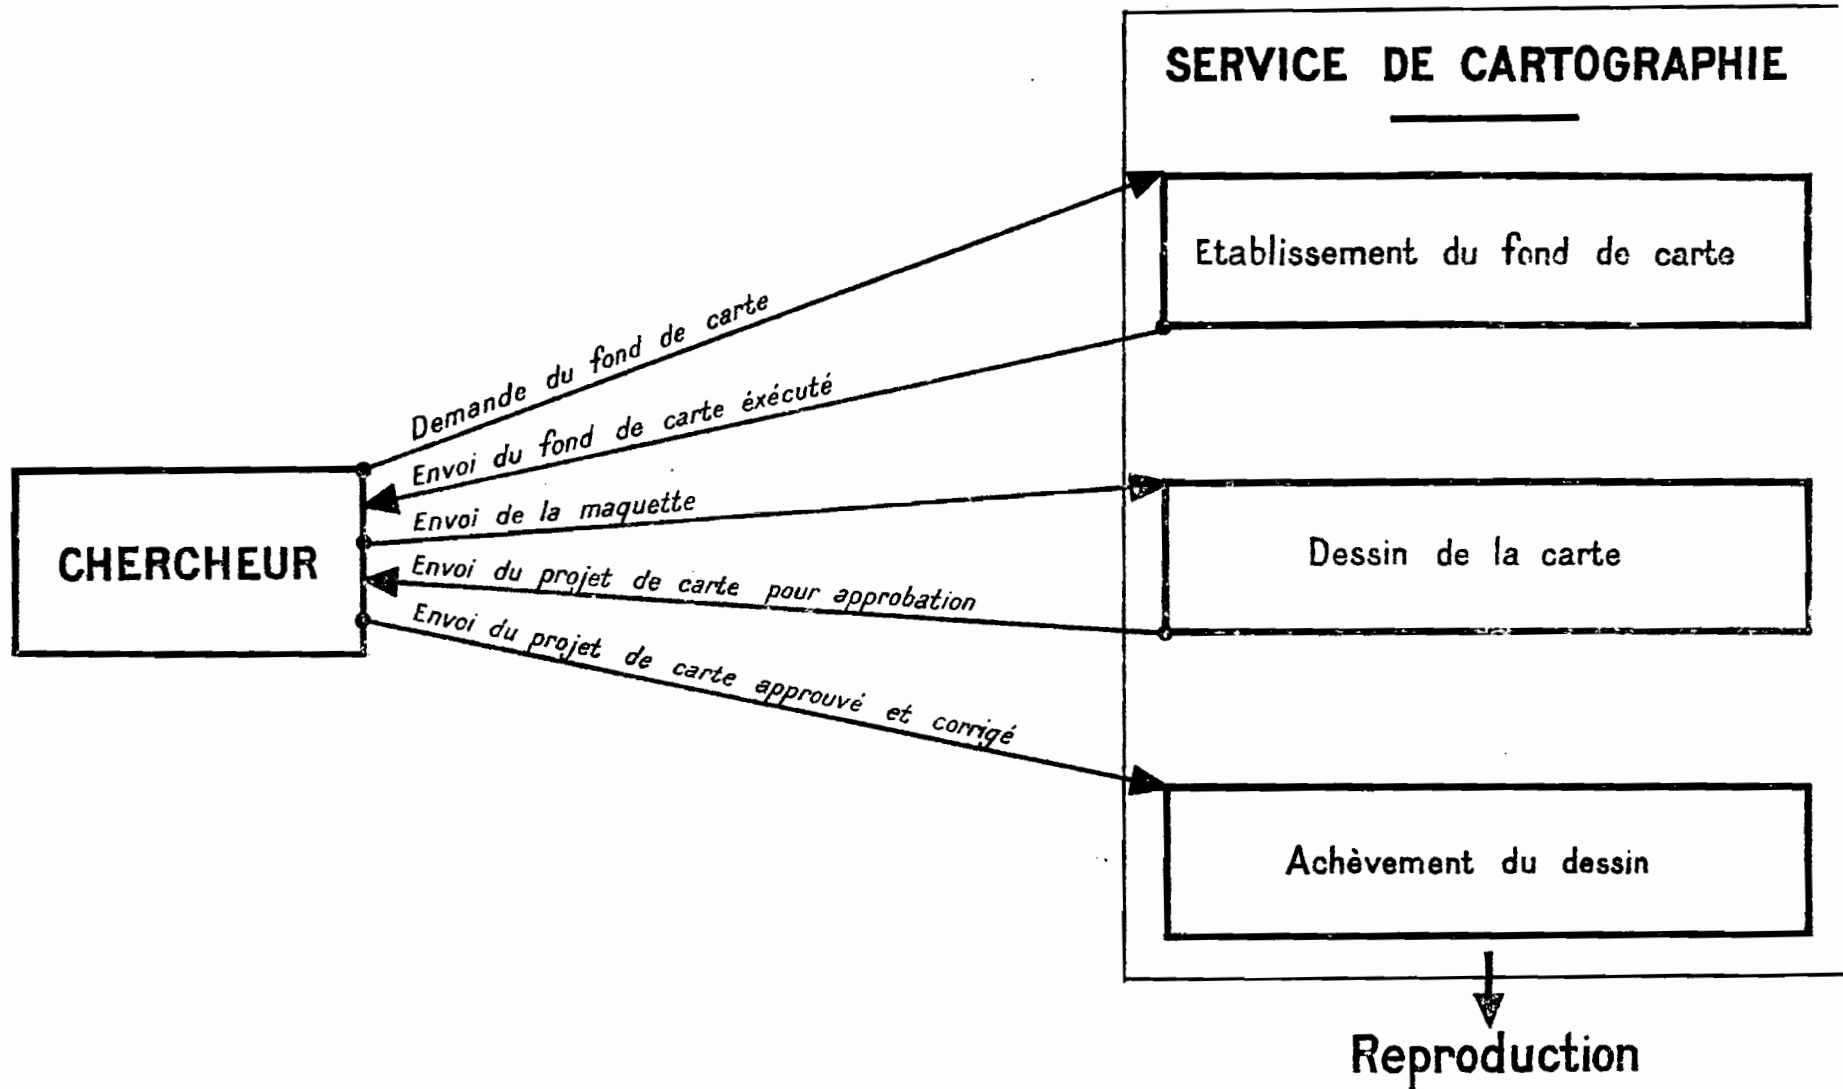 SERVICE DE CARTOGRAPHIE
Etablissement du fond de carte
Demande du fond de carte
Envoi du fond de carte éxécuté
Envoi de la maquette
CHERCHEUR
Dessin de la carte
Envoi du projet de carte pour approbation
Envoi du projet de carte approuvé et corrigé
Achèvement du dessin
Reproduction